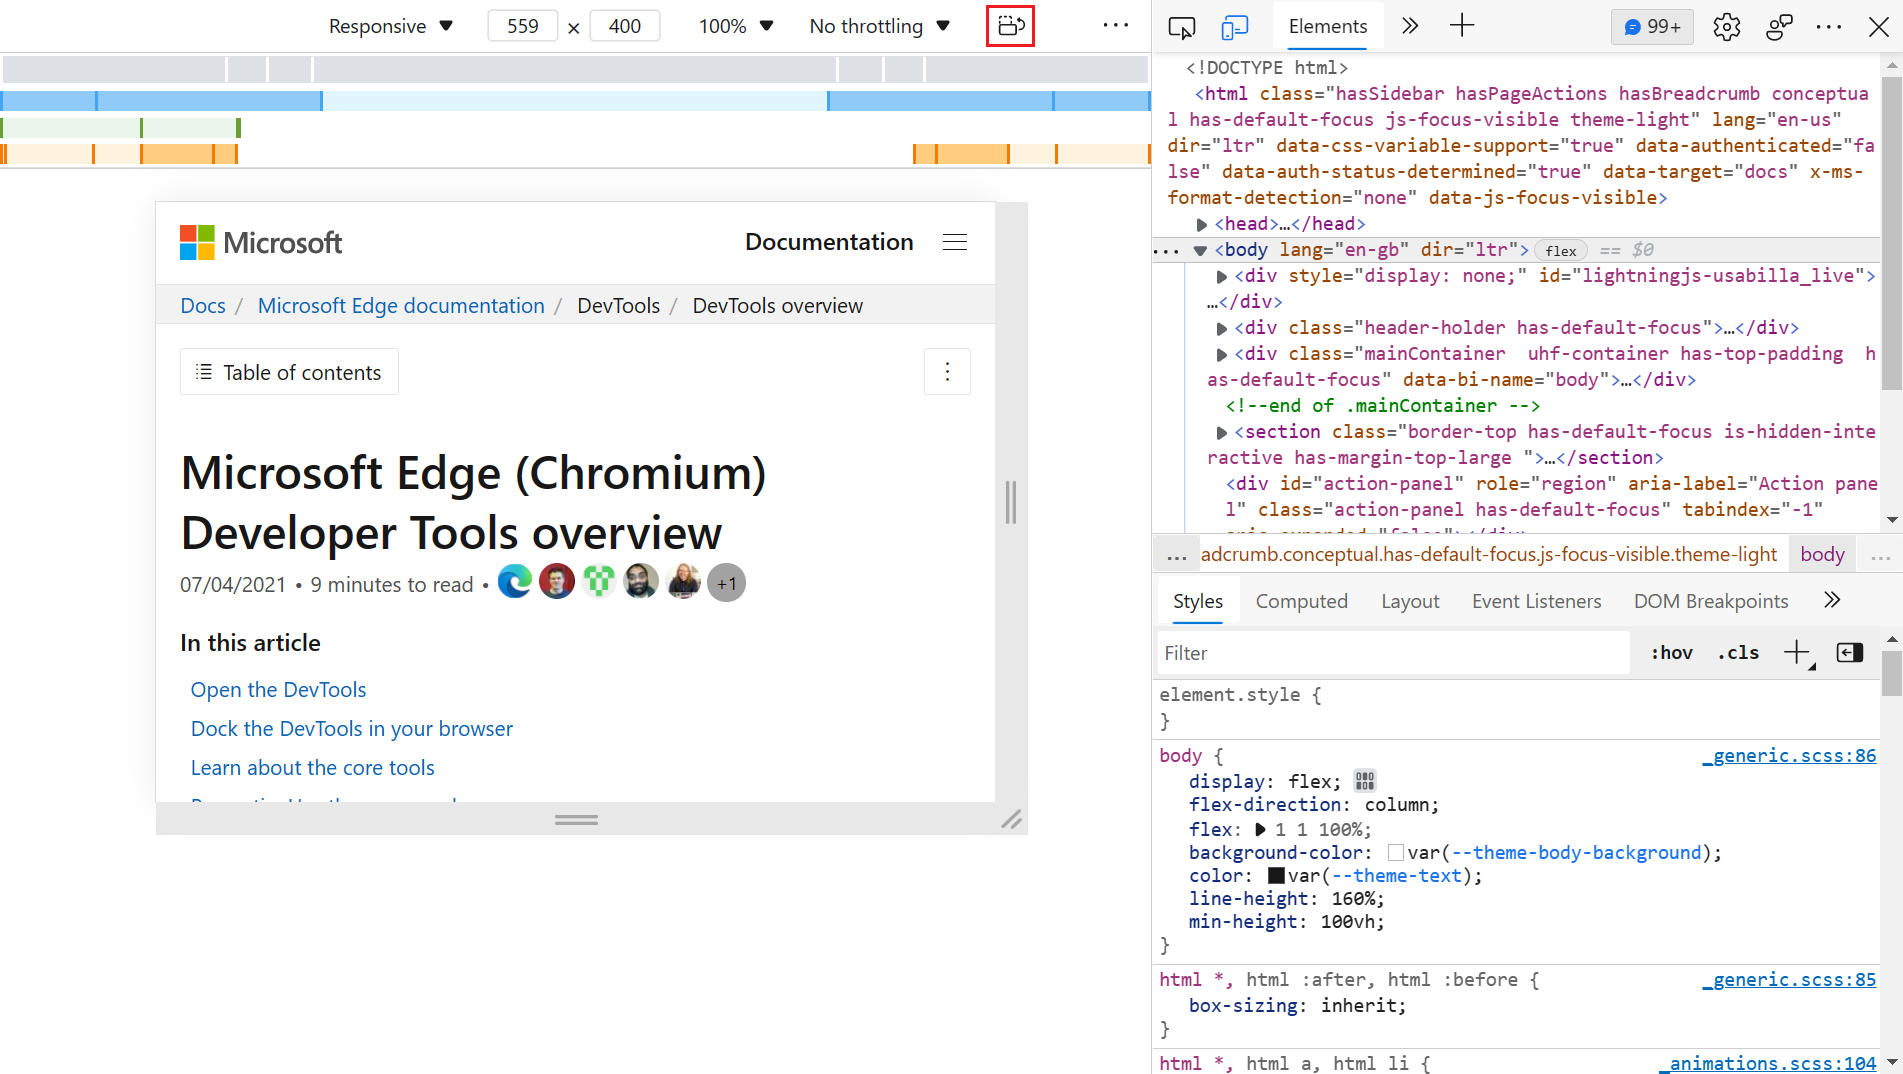 Responsive 559 × 400 100% No throttling
Microsoft Documentation
Docs / Microsoft Edge documentation / DevTools / DevTools overview
Table of contents
Microsoft Edge (Chromium)
Developer Tools overview
07/04/2021 • 9 minutes to read • +1
In this article
Open the DevTools
Dock the DevTools in your browser
Learn about the core tools
Elements 99+
<!DOCTYPE html>
<html class="hasSidebar hasPageActions hasBreadcrumb conceptua
l has-default-focus js-focus-visible theme-light" lang="en-us"
dir="ltr" data-css-variable-support="true" data-authenticated="fa
lse" data-auth-status-determined="true" data-target="docs" x-ms-
format-detection="none" data-js-focus-visible>
<head>…</head>
<body lang="en-gb" dir="ltr"> flex == $0
<div style="display: none;" id="lightningjs-usabilla_live">
…</div>
<div class="header-holder has-default-focus">…</div>
<div class="mainContainer  uhf-container has-top-padding  h
as-default-focus" data-bi-name="body">…</div>
<!--end of .mainContainer -->
<section class="border-top has-default-focus is-hidden-inte
ractive has-margin-top-large ">…</section>
<div id="action-panel" role="region" aria-label="Action pane
l" class="action-panel has-default-focus" tabindex="-1"
aria-expanded="false"></div>
... adcrumb.conceptual.has-default-focus.js-focus-visible.theme-light body ...
Styles Computed Layout Event Listeners DOM Breakpoints
Filter :hov .cls
element.style {
}
body { _generic.scss:86
display: flex;
flex-direction: column;
flex: 1 1 100%;
background-color: var(--theme-body-background);
color: var(--theme-text);
line-height: 160%;
min-height: 100vh;
}
html *, html :after, html :before { _generic.scss:85
box-sizing: inherit;
}
html *, html a, html li { _animations.scss:104